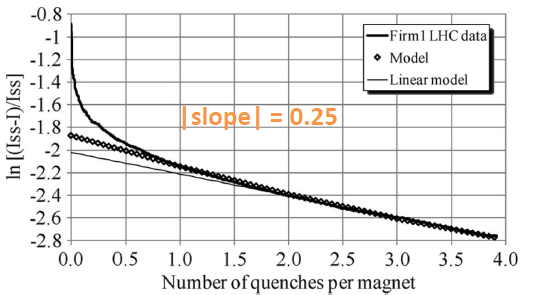 -0.8
-1
-1.2
-1.4
-1.6
-1.8
-2
-2.2
-2.4
-2.6
-2.8
ln [(Iss-I)/Iss]
Firm1 LHC data
Model
Linear model
|slope| = 0.25
0.0 0.5 1.0 1.5 2.0 2.5 3.0 3.5 4.0
Number of quenches per magnet